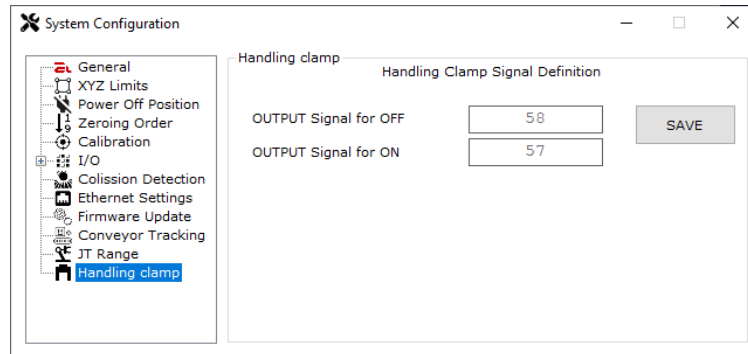 System Configuration
General
XYZ Limits
Power Off Position
Zeroing Order
Calibration
I/O
Colission Detection
Ethernet Settings
Firmware Update
Conveyor Tracking
JT Range
Handling clamp
Handling clamp
Handling Clamp Signal Definition
OUTPUT Signal for OFF 58
OUTPUT Signal for ON 57
SAVE